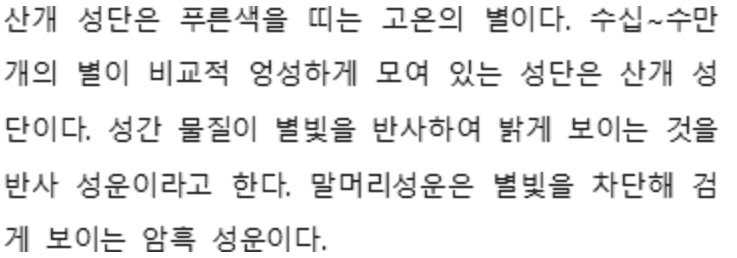 산개 성단은 푸른색을 띠는 고온의 별이다. 수십~수만
개의 별이 비교적 엉성하게 모여 있는 성단은 산개 성
단이다. 성간 물질이 별빛을 반사하여 밝게 보이는 것을
반사 성운이라고 한다. 말머리성운은 별빛을 차단해 검
게 보이는 암흑 성운이다.